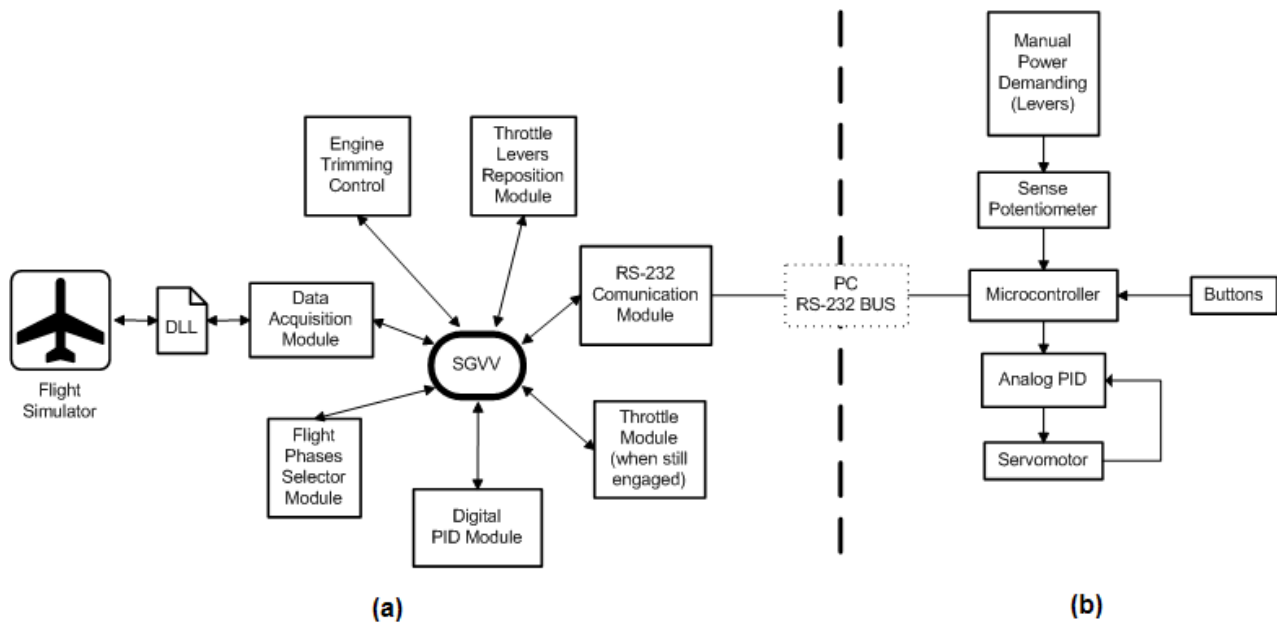 Manual
Power
Demanding
(Levers)
Engine
Trimming
Control
Throttle
Levers
Reposition
Module
Sense
Potentiometer
Flight
Simulator
DLL
Data
Acquisition
Module
RS-232
Comunication
Module
PC
RS-232 BUS
Microcontroller
Buttons
SGVV
Analog PID
Servomotor
Flight
Phases
Selector
Module
Digital
PID Module
Throttle
Module
(when still
engaged)
(a)
(b)